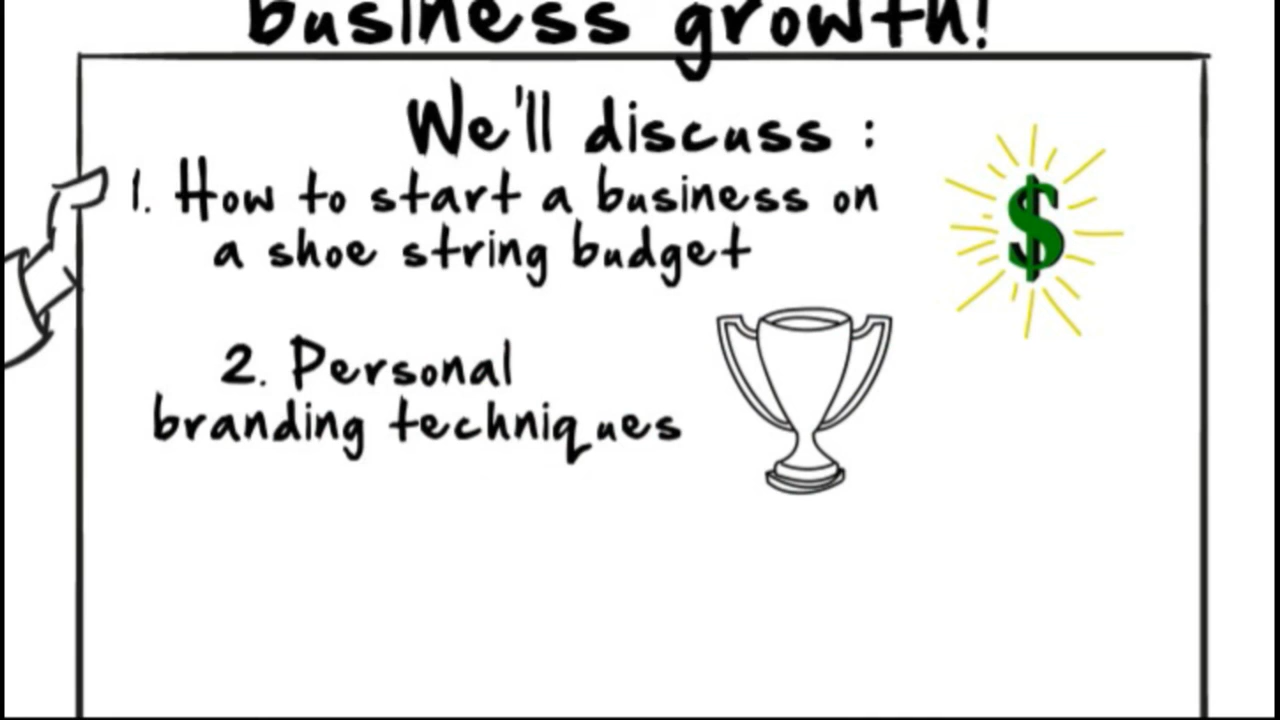 business growth!
We'll discuss :
1. How to start a business on
a shoe string budget
$
2. Personal
branding techniques